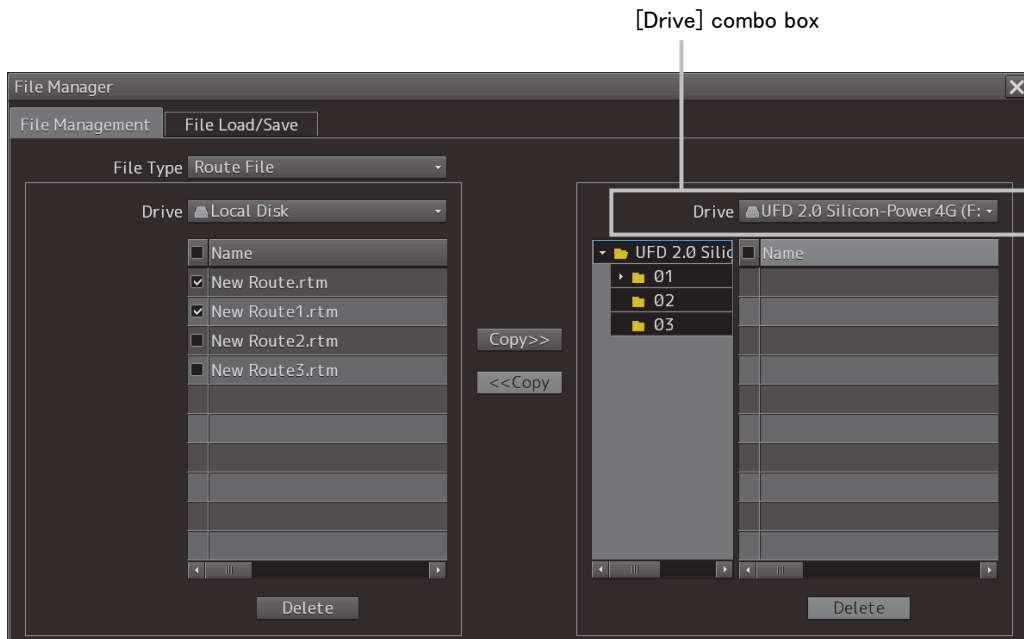 [Drive] combo box
File Manager
File Management File Load/Save
File Type Route File
Drive Local Disk
Name
New Route.rtm
New Route1.rtm
New Route2.rtm
New Route3.rtm
Delete
Copy>>
<<Copy
Drive UFD 2.0 Silicon-Power4G (F:
UFD 2.0 Silic
01
02
03
Name
Delete